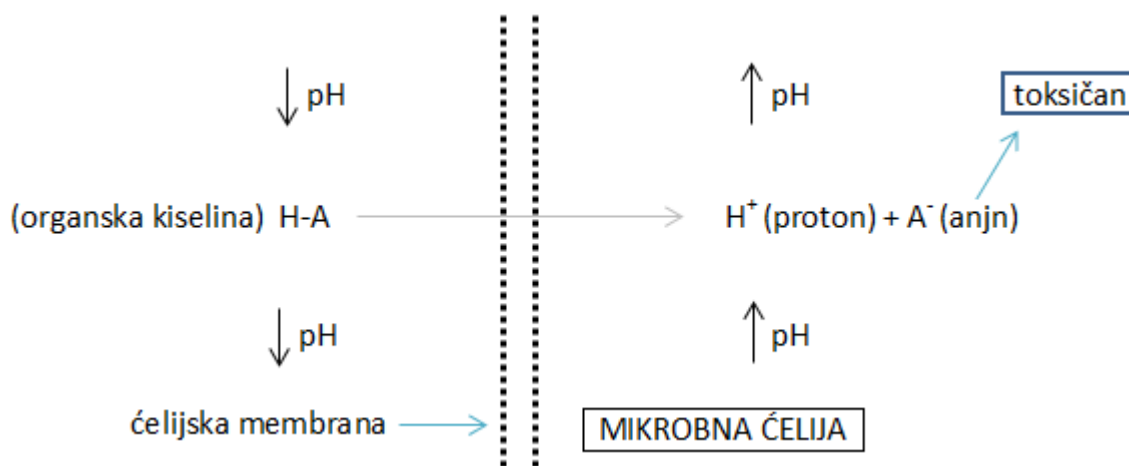 pH
pH
toksičan
(organska kiselina) H-A
H⁺ (proton) + A⁻ (anjn)
pH
pH
ćelijska membrana
MIKROBNA ĆELIJA